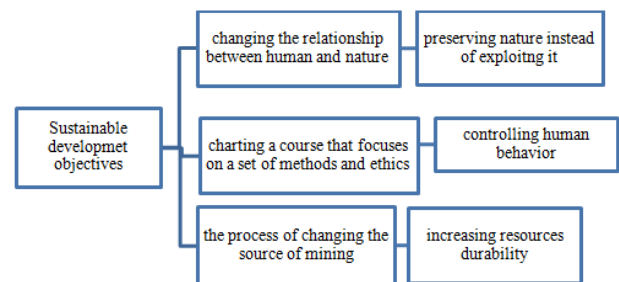 Sustainable
developmet
objectives
changing the relationship
between human and nature
preserving nature instead
of exploitng it
charting a course that focuses
on a set of methods and ethics
controlling human
behavior
the process of changing the
source of mining
increasing resources
durability